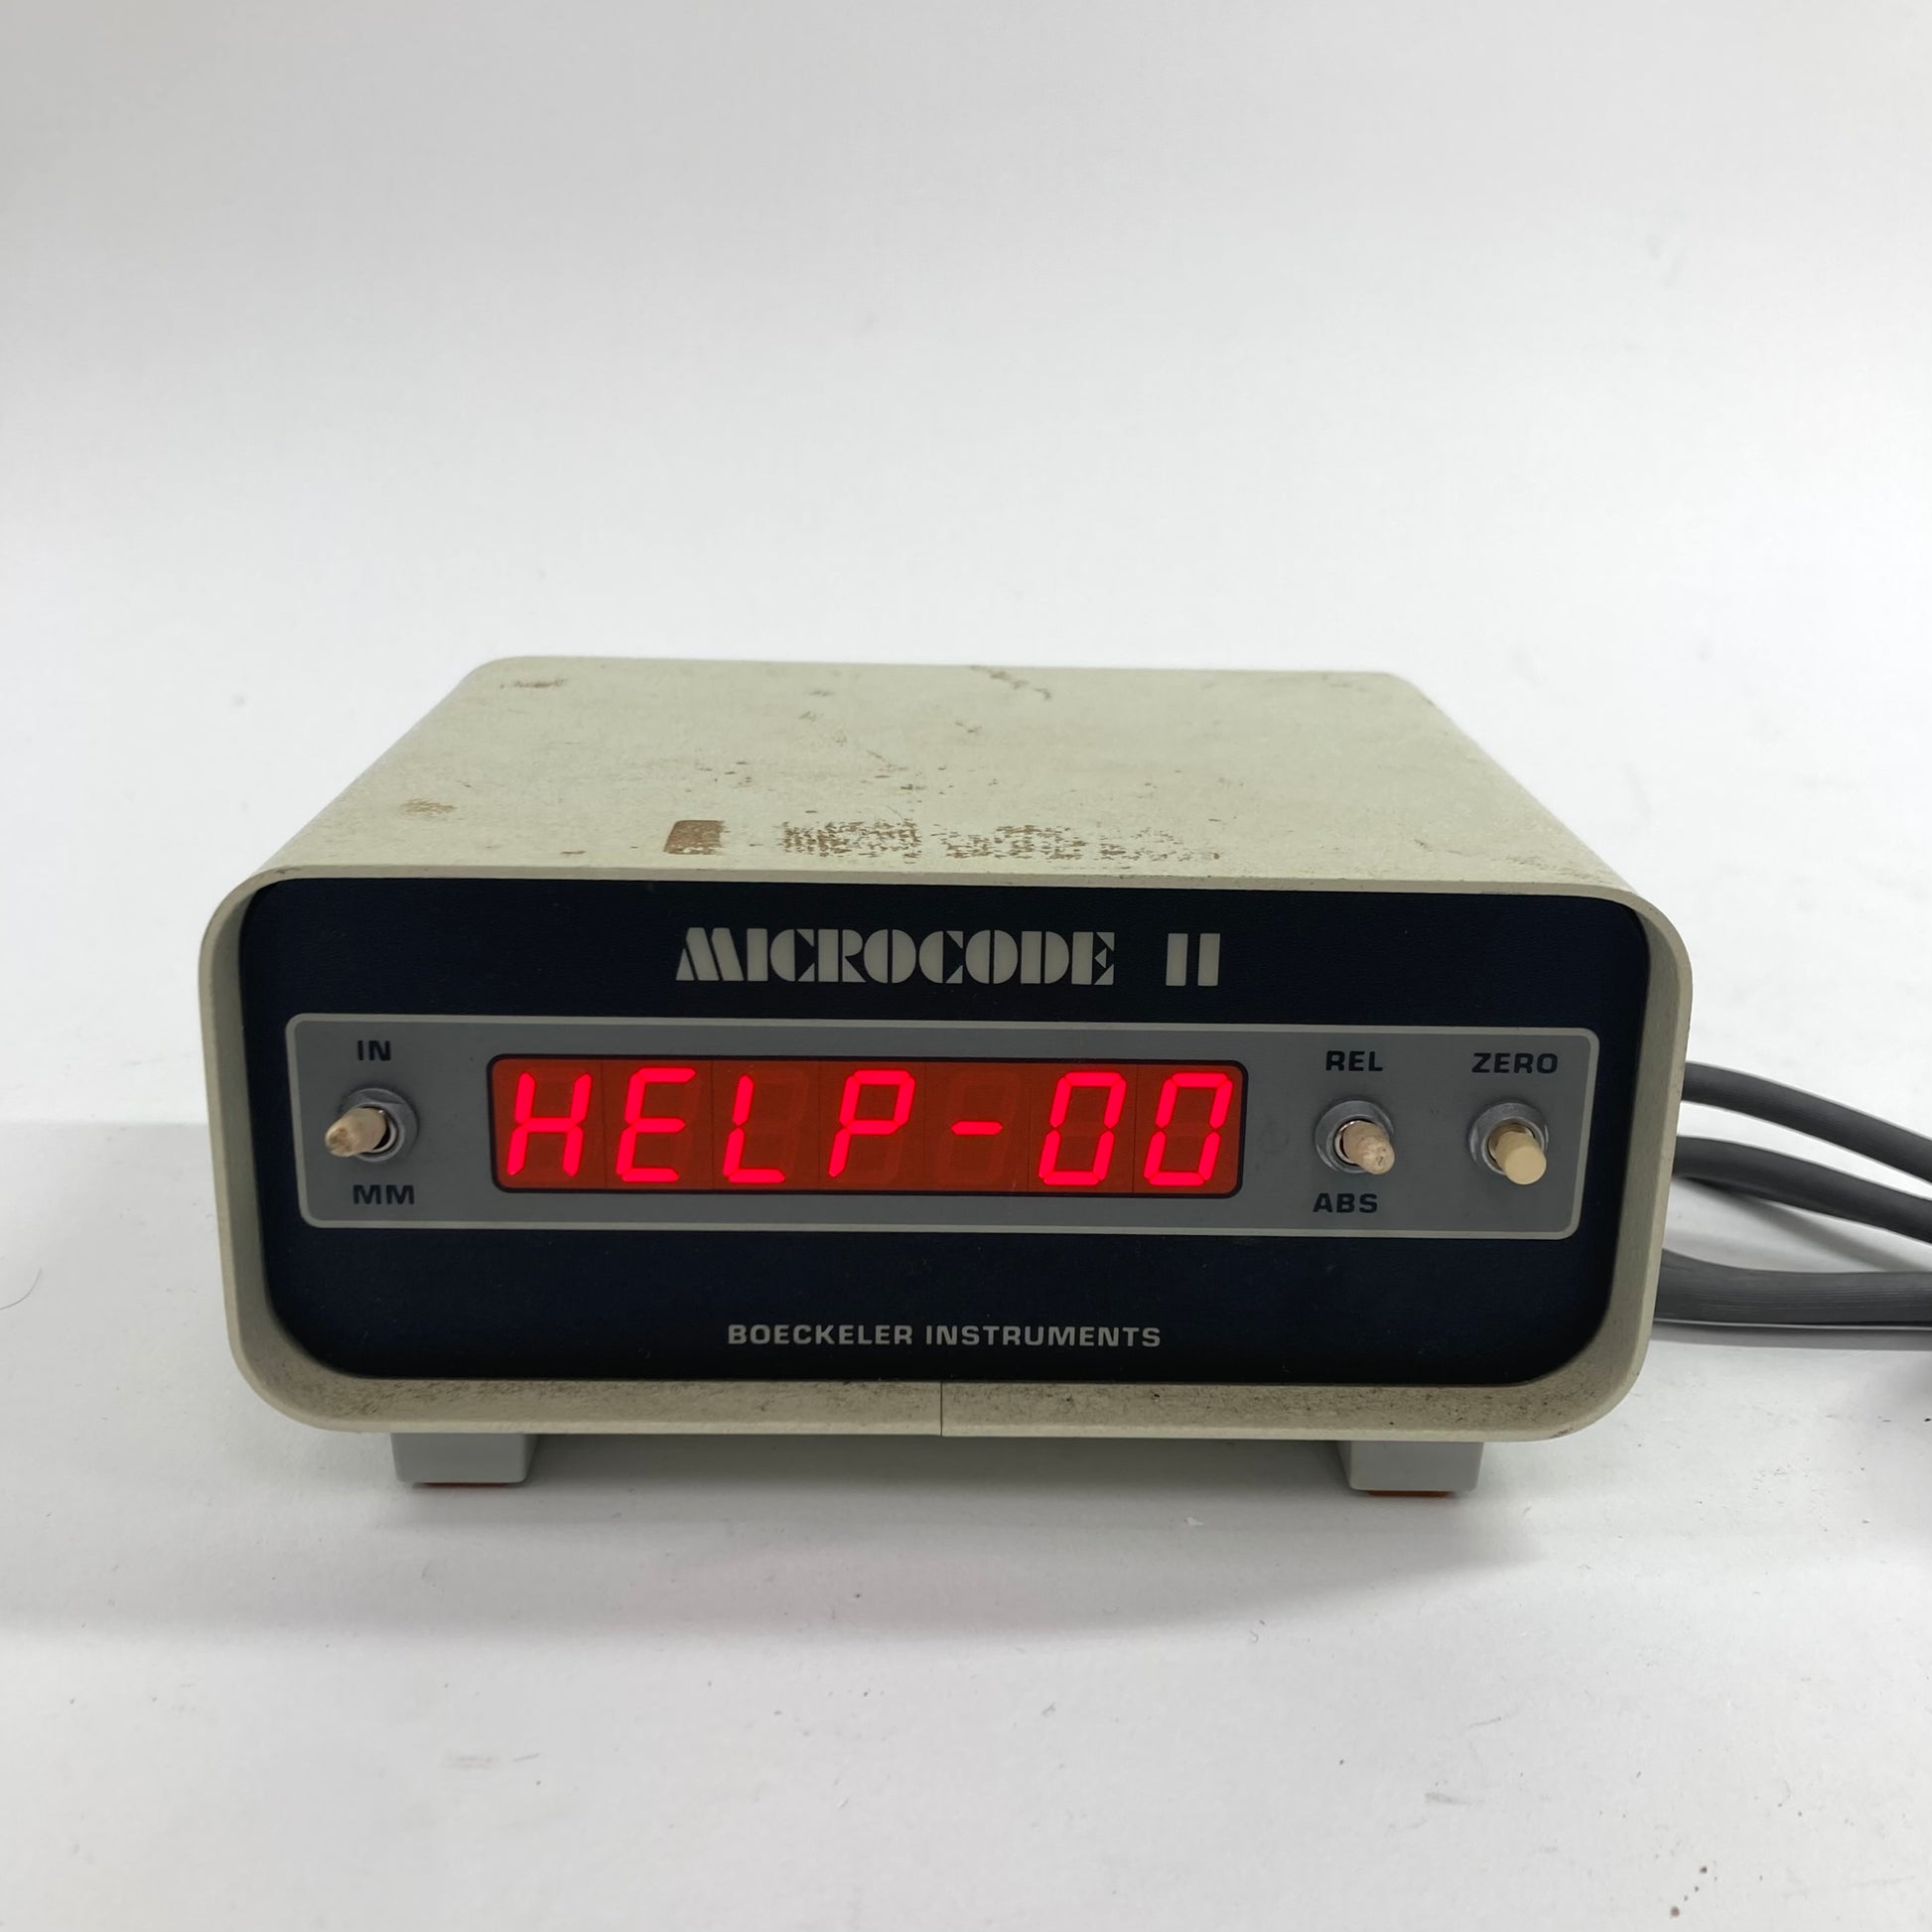 MICROCODE II
IN
MM
HELP-00
REL
ABS
ZERO
BOECKELER INSTRUMENTS